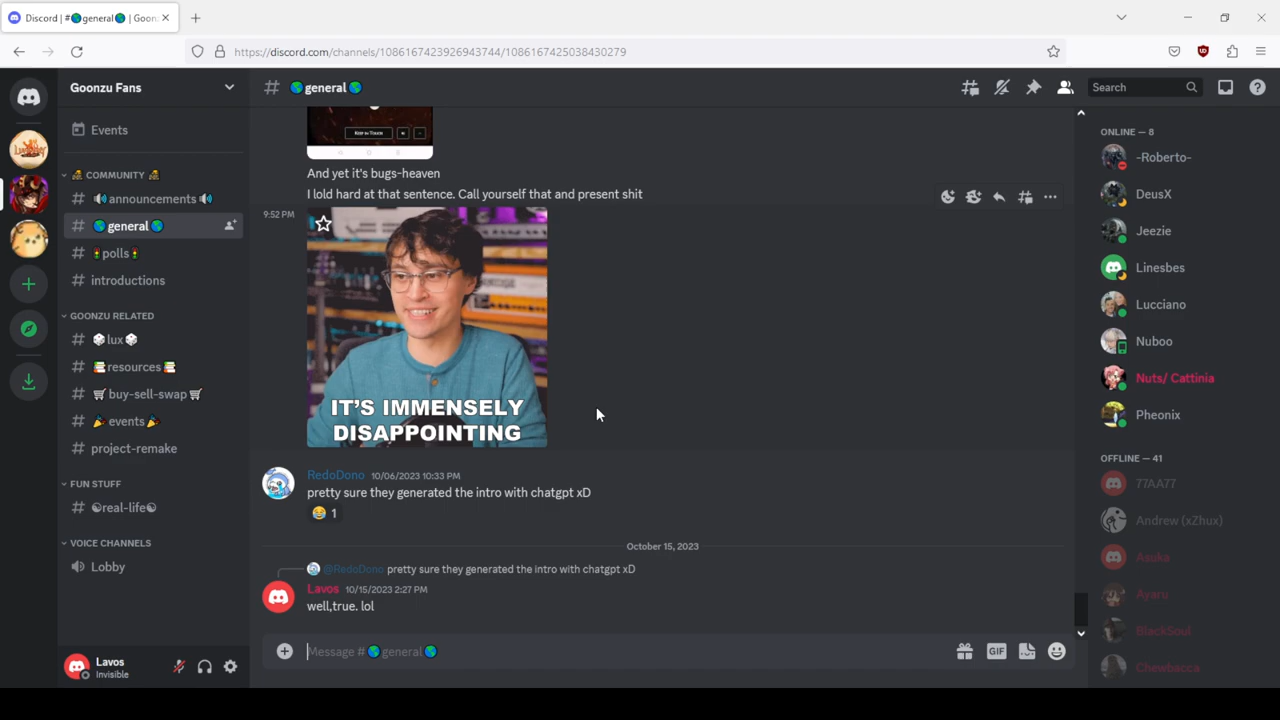 Discord | #🌎general🌎 | Goon
https://discord.com/channels/1086167423926943744/1086167425038430279
Goonzu Fans
Events
COMMUNITY
🔊announcements🔊
🌎general🌎
🚦polls🚦
introductions
GOONZU RELATED
🎲lux🎲
📚resources📚
🛒buy-sell-swap🛒
🎉events🎉
project-remake
FUN STUFF
☯real-life☯
VOICE CHANNELS
Lobby
Lavos
Invisible
🌎general🌎
Search
Keep in Touch
And yet it's bugs-heaven
I lold hard at that sentence. Call yourself that and present shit
9:52 PM
IT'S IMMENSELY
DISAPPOINTING
RedoDono 10/06/2023 10:33 PM
pretty sure they generated the intro with chatgpt xD
😂 1
October 15, 2023
@RedoDono pretty sure they generated the intro with chatgpt xD
Lavos 10/15/2023 2:27 PM
well,true. lol
Message #🌎general🌎
GIF
ONLINE — 8
-Roberto-
DeusX
Jeezie
Linesbes
Lucciano
Nuboo
Nuts/ Cattinia
Pheonix
OFFLINE — 41
77AA77
Andrew (xZhux)
Asuka
Ayaru
BlackSoul
Chewbacca